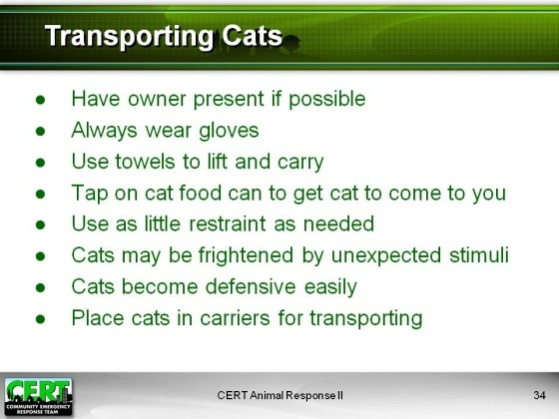 Transporting Cats
● Have owner present if possible
● Always wear gloves
● Use towels to lift and carry
● Tap on cat food can to get cat to come to you
● Use as little restraint as needed
● Cats may be frightened by unexpected stimuli
● Cats become defensive easily
● Place cats in carriers for transporting
CERT
COMMUNITY EMERGENCY
RESPONSE TEAM
CERT Animal Response II
34